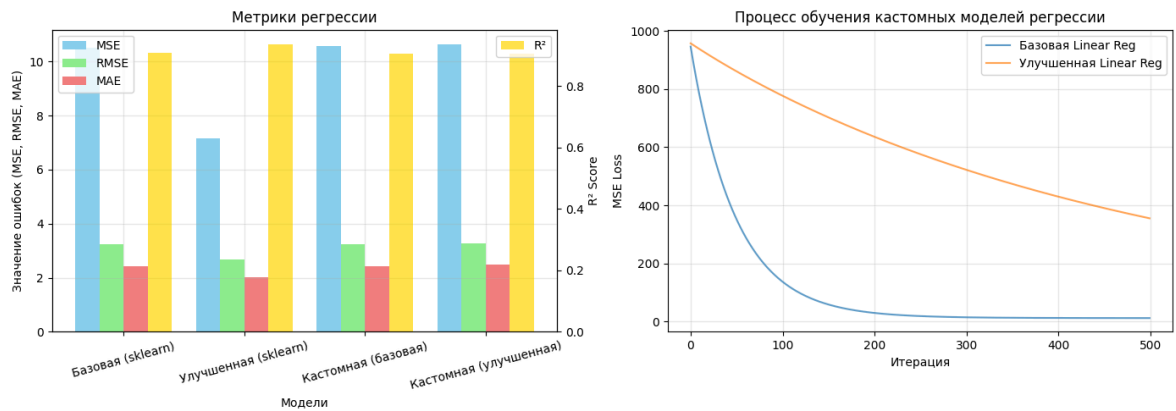 Метрики регрессии
MSE
RMSE
MAE
R²
Значение ошибок (MSE, RMSE, MAE)
10
8
6
4
2
0
R² Score
0.8
0.6
0.4
0.2
0.0
Базовая (sklearn)
Улучшенная (sklearn)
Кастомная (базовая)
Кастомная (улучшенная)
Модели
Процесс обучения кастомных моделей регрессии
Базовая Linear Reg
Улучшенная Linear Reg
MSE Loss
1000
800
600
400
200
0
0
100
200
300
400
500
Итерация